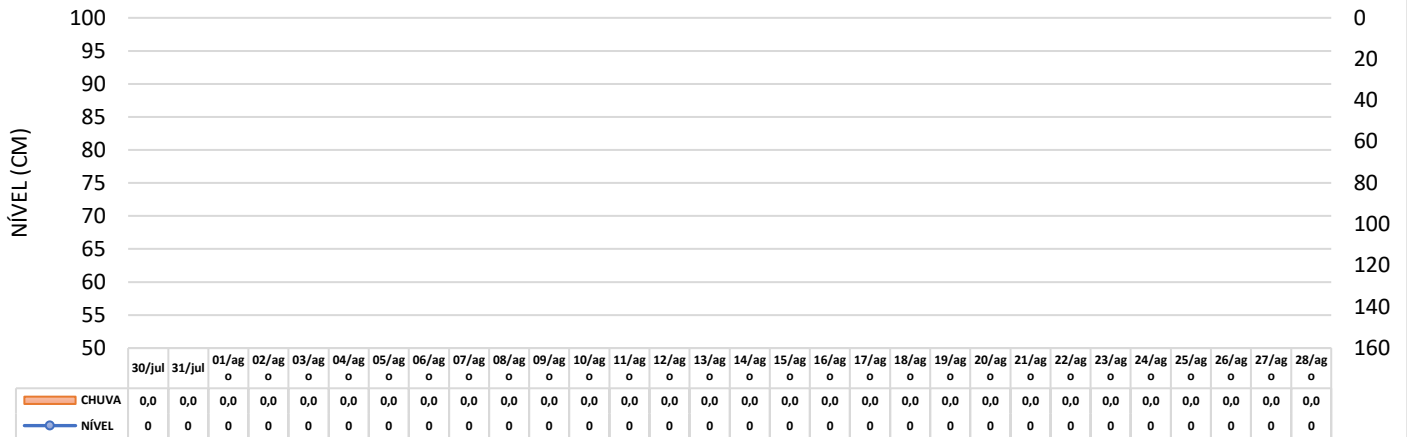 100 0
95 20
90 40
85 60
80 80
75
70 100
65 120
60
55 140
50 160
NÍVEL (CM)
30/jul 31/jul 01/ago 02/ago 03/ago 04/ago 05/ago 06/ago 07/ago 08/ago 09/ago 10/ago 11/ago 12/ago 13/ago 14/ago 15/ago 16/ago 17/ago 18/ago 19/ago 20/ago 21/ago 22/ago 23/ago 24/ago 25/ago 26/ago 27/ago 28/ago
CHUVA 0,0 0,0 0,0 0,0 0,0 0,0 0,0 0,0 0,0 0,0 0,0 0,0 0,0 0,0 0,0 0,0 0,0 0,0 0,0 0,0 0,0 0,0 0,0 0,0 0,0 0,0 0,0 0,0 0,0 0,0
NÍVEL 0 0 0 0 0 0 0 0 0 0 0 0 0 0 0 0 0 0 0 0 0 0 0 0 0 0 0 0 0 0